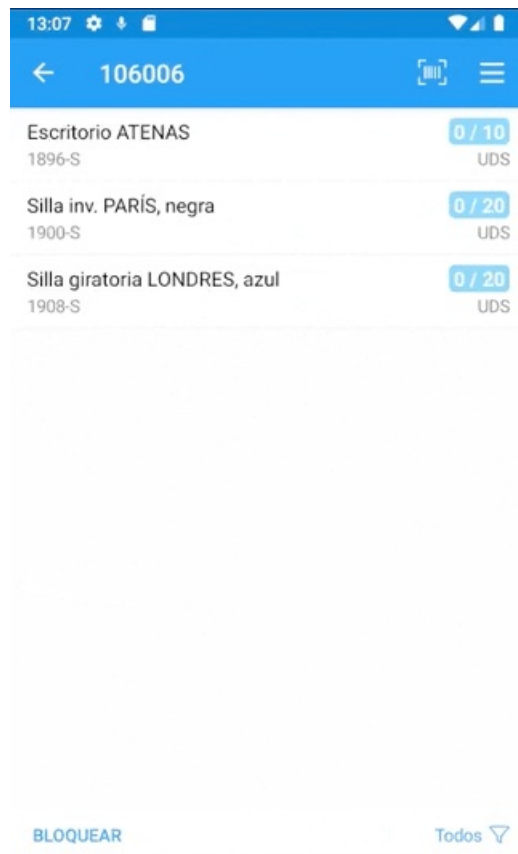 13:07
106006
Escritorio ATENAS
0 / 10
1896-S
UDS
Silla inv. PARÍS, negra
0 / 20
1900-S
UDS
Silla giratoria LONDRES, azul
0 / 20
1908-S
UDS
BLOQUEAR
Todos